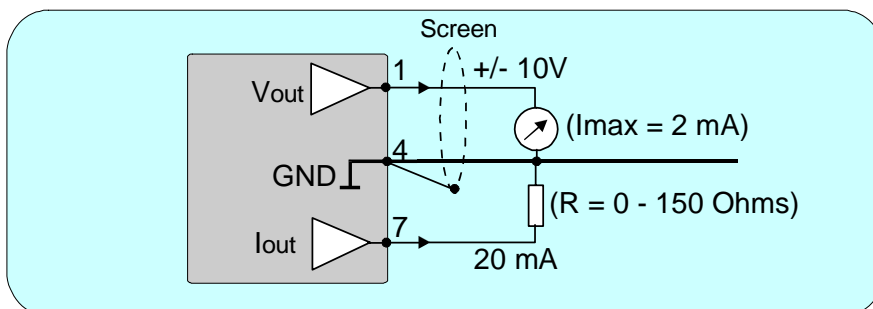 Screen
1
+/- 10V
Vout
(Imax = 2 mA)
4
GND
(R = 0 - 150 Ohms)
7
Iout
20 mA